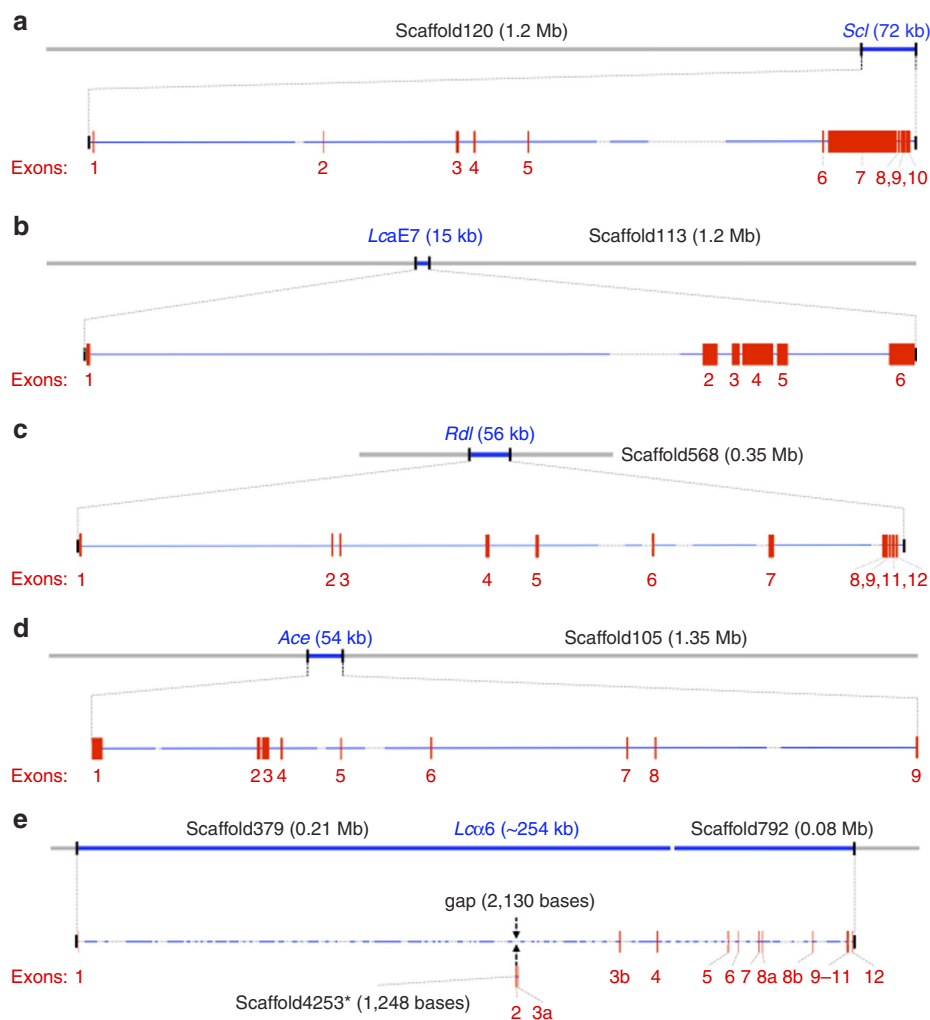 a
Scaffold120 (1.2 Mb) Scl (72 kb)
Exons: 1 2 3 4 5 6 7 8,9,10
b
LcaE7 (15 kb) Scaffold113 (1.2 Mb)
Exons: 1 2 3 4 5 6
c
Rdl (56 kb)
Scaffold568 (0.35 Mb)
Exons: 1 2 3 4 5 6 7 8,9,11,12
d
Ace (54 kb) Scaffold105 (1.35 Mb)
Exons: 1 2 3 4 5 6 7 8 9
e
Scaffold379 (0.21 Mb) Lcα6 (~254 kb) Scaffold792 (0.08 Mb)
gap (2,130 bases)
Exons: 1 3b 4 5 6 7 8a 8b 9–11 12
Scaffold4253* (1,248 bases) 2 3a